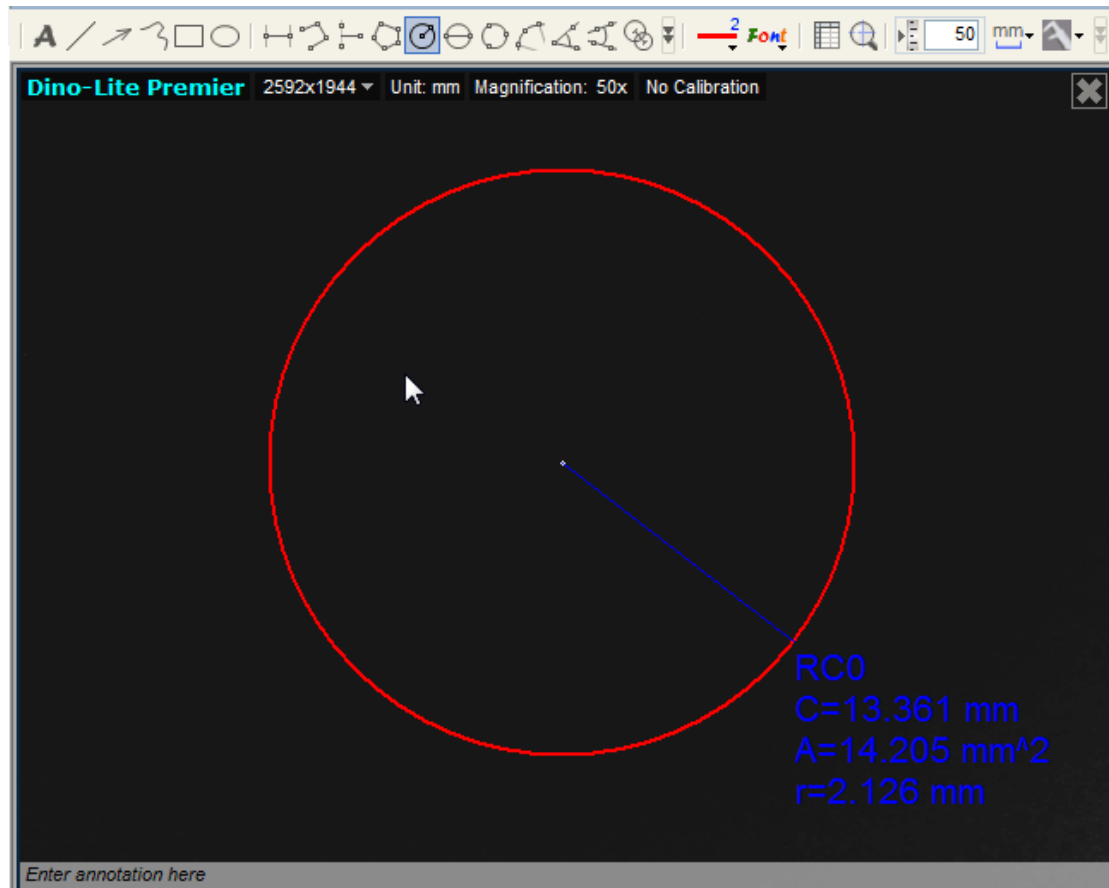 A 2 Font 50 mm
Dino-Lite Premier 2592x1944 Unit: mm Magnification: 50x No Calibration
RC0
C=13.361 mm
A=14.205 mm^2
r=2.126 mm
Enter annotation here